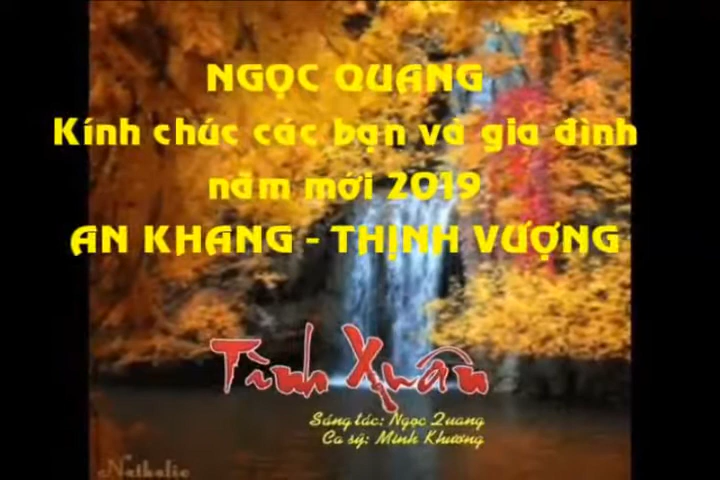 NGỌC QUANG
Kính chúc các bạn và gia đình
năm mới 2019
AN KHANG - THỊNH VƯỢNG
Tình Xuân
Sáng tác: Ngọc Quang
Ca sỹ: Minh Khương